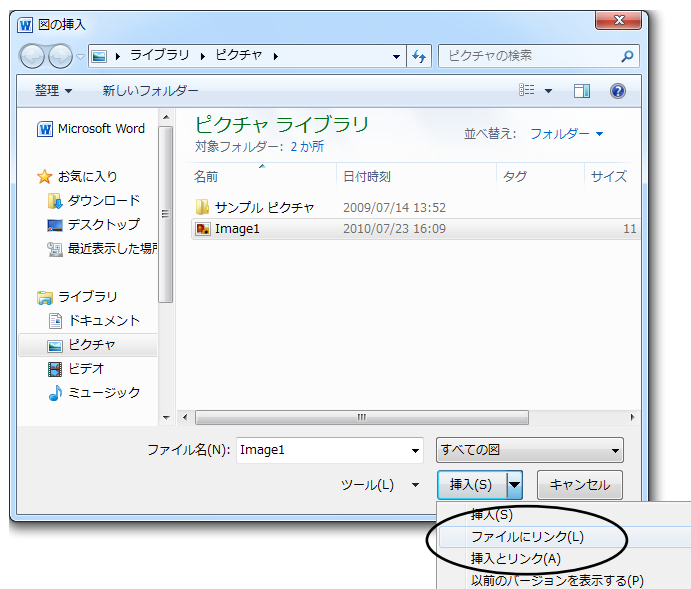 図の挿入
ライブラリ ピクチャ
ピクチャの検索
整理 新しいフォルダー
Microsoft Word
お気に入り
ダウンロード
デスクトップ
最近表示した場所
ライブラリ
ドキュメント
ピクチャ
ビデオ
ミュージック
ピクチャ ライブラリ
対象フォルダー: 2 か所
並べ替え: フォルダー
名前 日付時刻 タグ サイズ
サンプル ピクチャ 2009/07/14 13:52
Image1 2010/07/23 16:09 11
ファイル名(N): Image1 すべての図
ツール(L) 挿入(S) キャンセル
挿入(S)
ファイルにリンク(L)
挿入とリンク(A)
以前のバージョンを表示する(P)